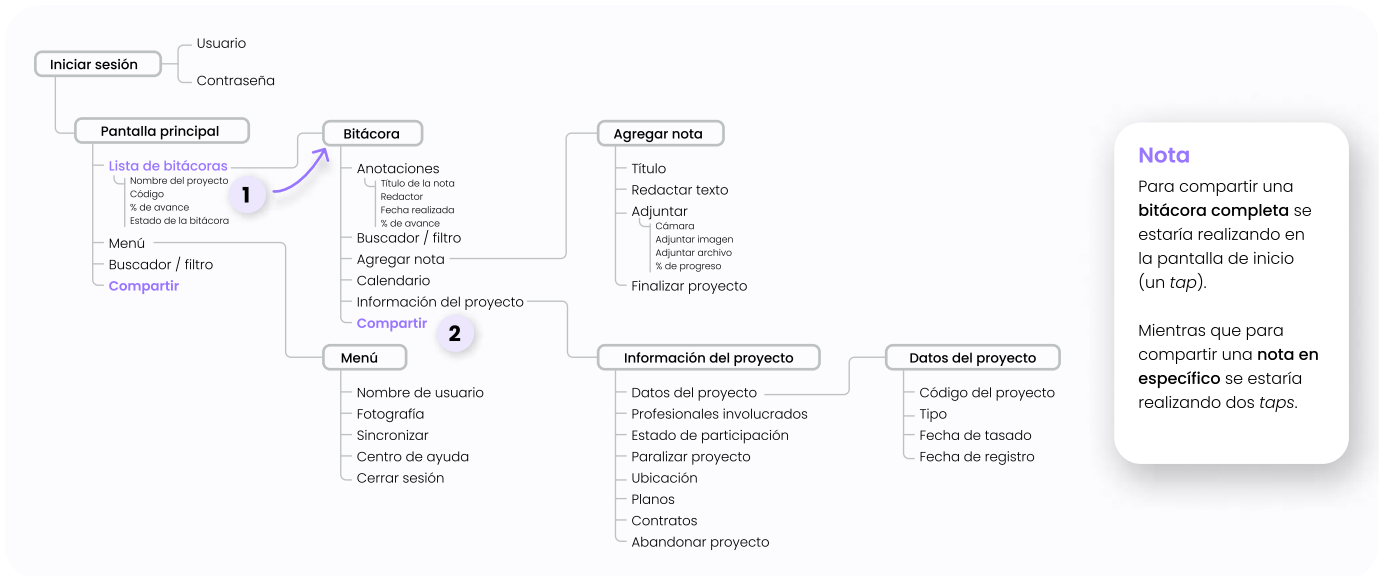 Iniciar sesión
Usuario
Contraseña
Pantalla principal
Lista de bitácoras
Nombre del proyecto
Código
% de avance
Estado de la bitácora
Menú
Buscador / filtro
Compartir
1
Bitácora
Anotaciones
Título de la nota
Redactor
Fecha realizada
% de avance
Buscador / filtro
Agregar nota
Calendario
Información del proyecto
Compartir
2
Agregar nota
Título
Redactar texto
Adjuntar
Cámara
Adjuntar imagen
Adjuntar archivo
% de progreso
Finalizar proyecto
Menú
Nombre de usuario
Fotografía
Sincronizar
Centro de ayuda
Cerrar sesión
Información del proyecto
Datos del proyecto
Profesionales involucrados
Estado de participación
Paralizar proyecto
Ubicación
Planos
Contratos
Abandonar proyecto
Datos del proyecto
Código del proyecto
Tipo
Fecha de tasado
Fecha de registro
Nota
Para compartir una
bitácora completa se
estaría realizando en
la pantalla de inicio
(un tap).
Mientras que para
compartir una nota en
específico se estaría
realizando dos taps.